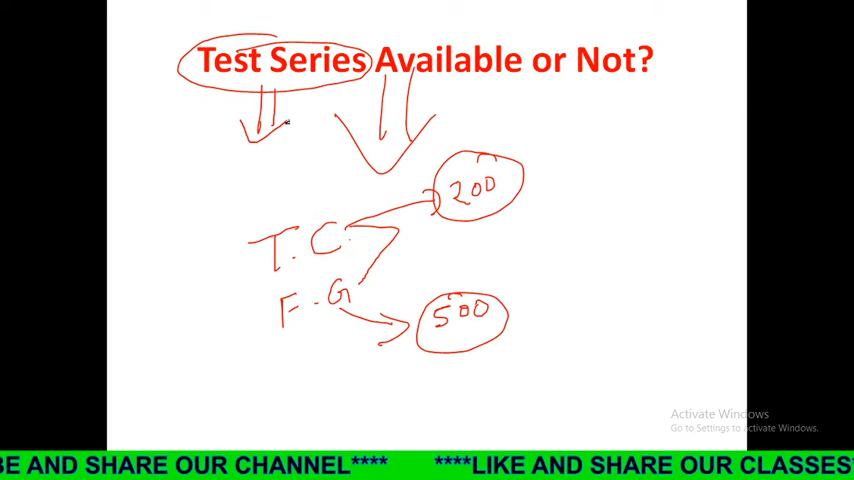 Test Series Available or Not?
200
T.C.
F.G
500
Activate Windows
Go to Settings to Activate Windows.
BE AND SHARE OUR CHANNEL**** ****LIKE AND SHARE OUR CLASSES*